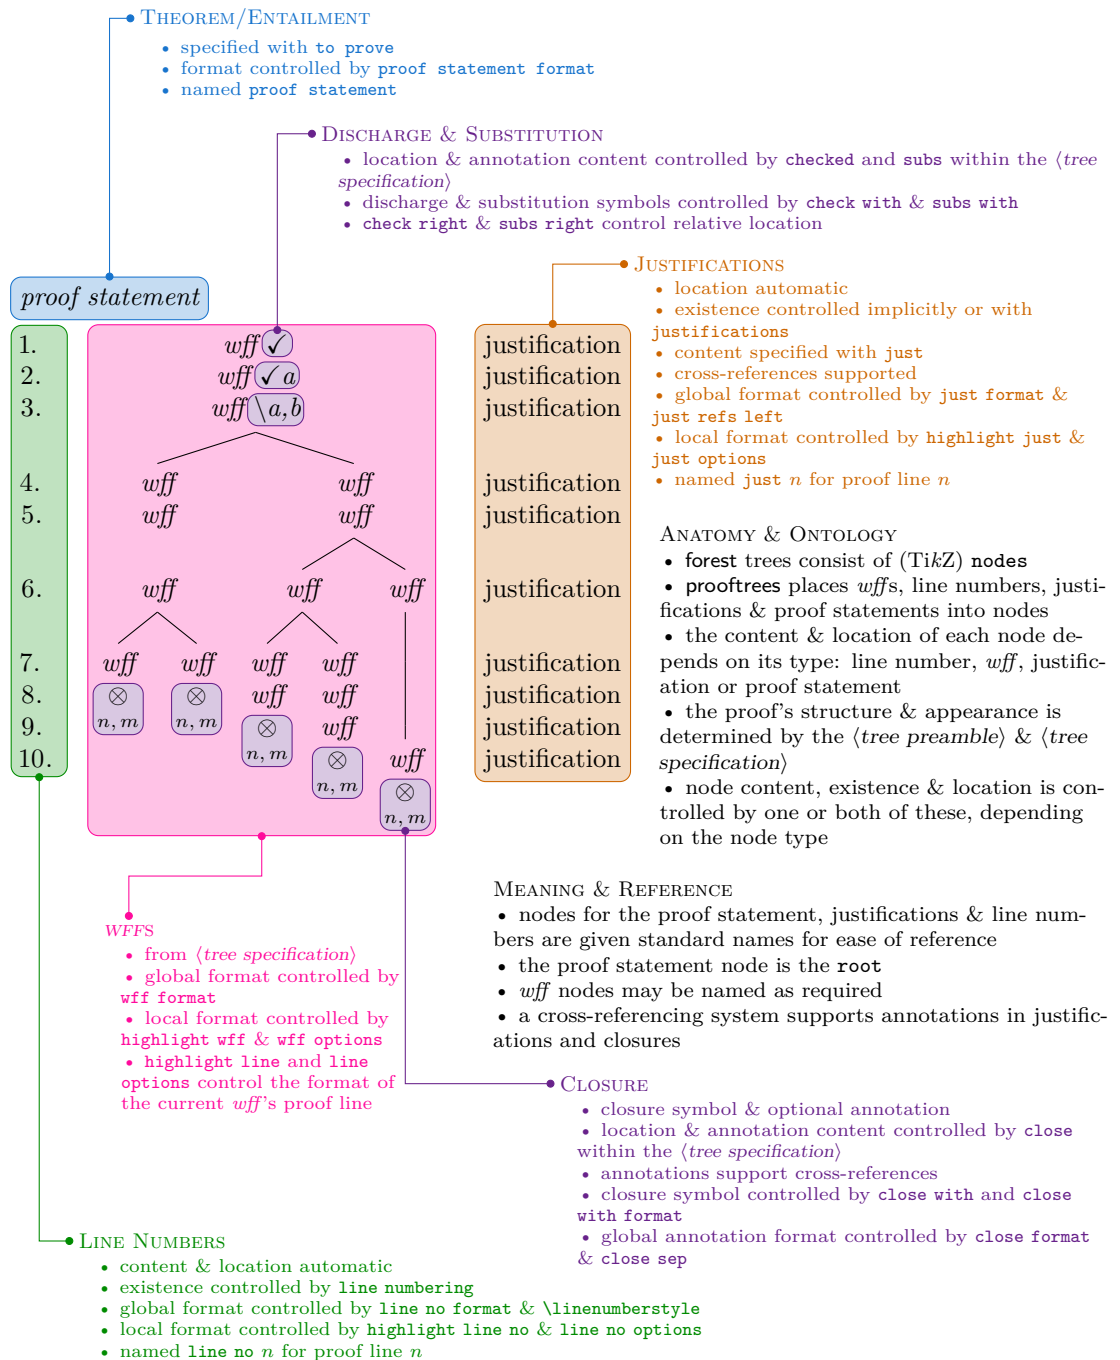 THEOREM/ENTAILMENT
• specified with to prove
• format controlled by proof statement format
• named proof statement
DISCHARGE & SUBSTITUTION
• location & annotation content controlled by checked and subs within the ⟨tree
specification⟩
• discharge & substitution symbols controlled by check with & subs with
• check right & subs right control relative location
JUSTIFICATIONS
• location automatic
• existence controlled implicitly or with
justifications
• content specified with just
• cross-references supported
• global format controlled by just format &
just refs left
• local format controlled by highlight just &
just options
• named just n for proof line n
proof statement
1. wff ✓ justification
2. wff ✓ a justification
3. wff \a,b justification
4. wff wff justification
5. wff wff justification
6. wff wff wff justification
7. wff wff wff wff justification
8. ⊗ ⊗ wff wff justification
n, m n, m
9. ⊗ wff justification
n, m
10. ⊗ wff justification
n, m
⊗
n, m
ANATOMY & ONTOLOGY
• forest trees consist of (TikZ) nodes
• prooftrees places wffs, line numbers, justi-
fications & proof statements into nodes
• the content & location of each node de-
pends on its type: line number, wff, justific-
ation or proof statement
• the proof's structure & appearance is
determined by the ⟨tree preamble⟩ & ⟨tree
specification⟩
• node content, existence & location is con-
trolled by one or both of these, depending
on the node type
MEANING & REFERENCE
• nodes for the proof statement, justifications & line num-
bers are given standard names for ease of reference
• the proof statement node is the root
• wff nodes may be named as required
• a cross-referencing system supports annotations in justific-
ations and closures
WFFS
• from ⟨tree specification⟩
• global format controlled by
wff format
• local format controlled by
highlight wff & wff options
• highlight line and line
options control the format of
the current wff's proof line
CLOSURE
• closure symbol & optional annotation
• location & annotation content controlled by close
within the ⟨tree specification⟩
• annotations support cross-references
• closure symbol controlled by close with and close
with format
• global annotation format controlled by close format
& close sep
LINE NUMBERS
• content & location automatic
• existence controlled by line numbering
• global format controlled by line no format & \linenumberstyle
• local format controlled by highlight line no & line no options
• named line no n for proof line n